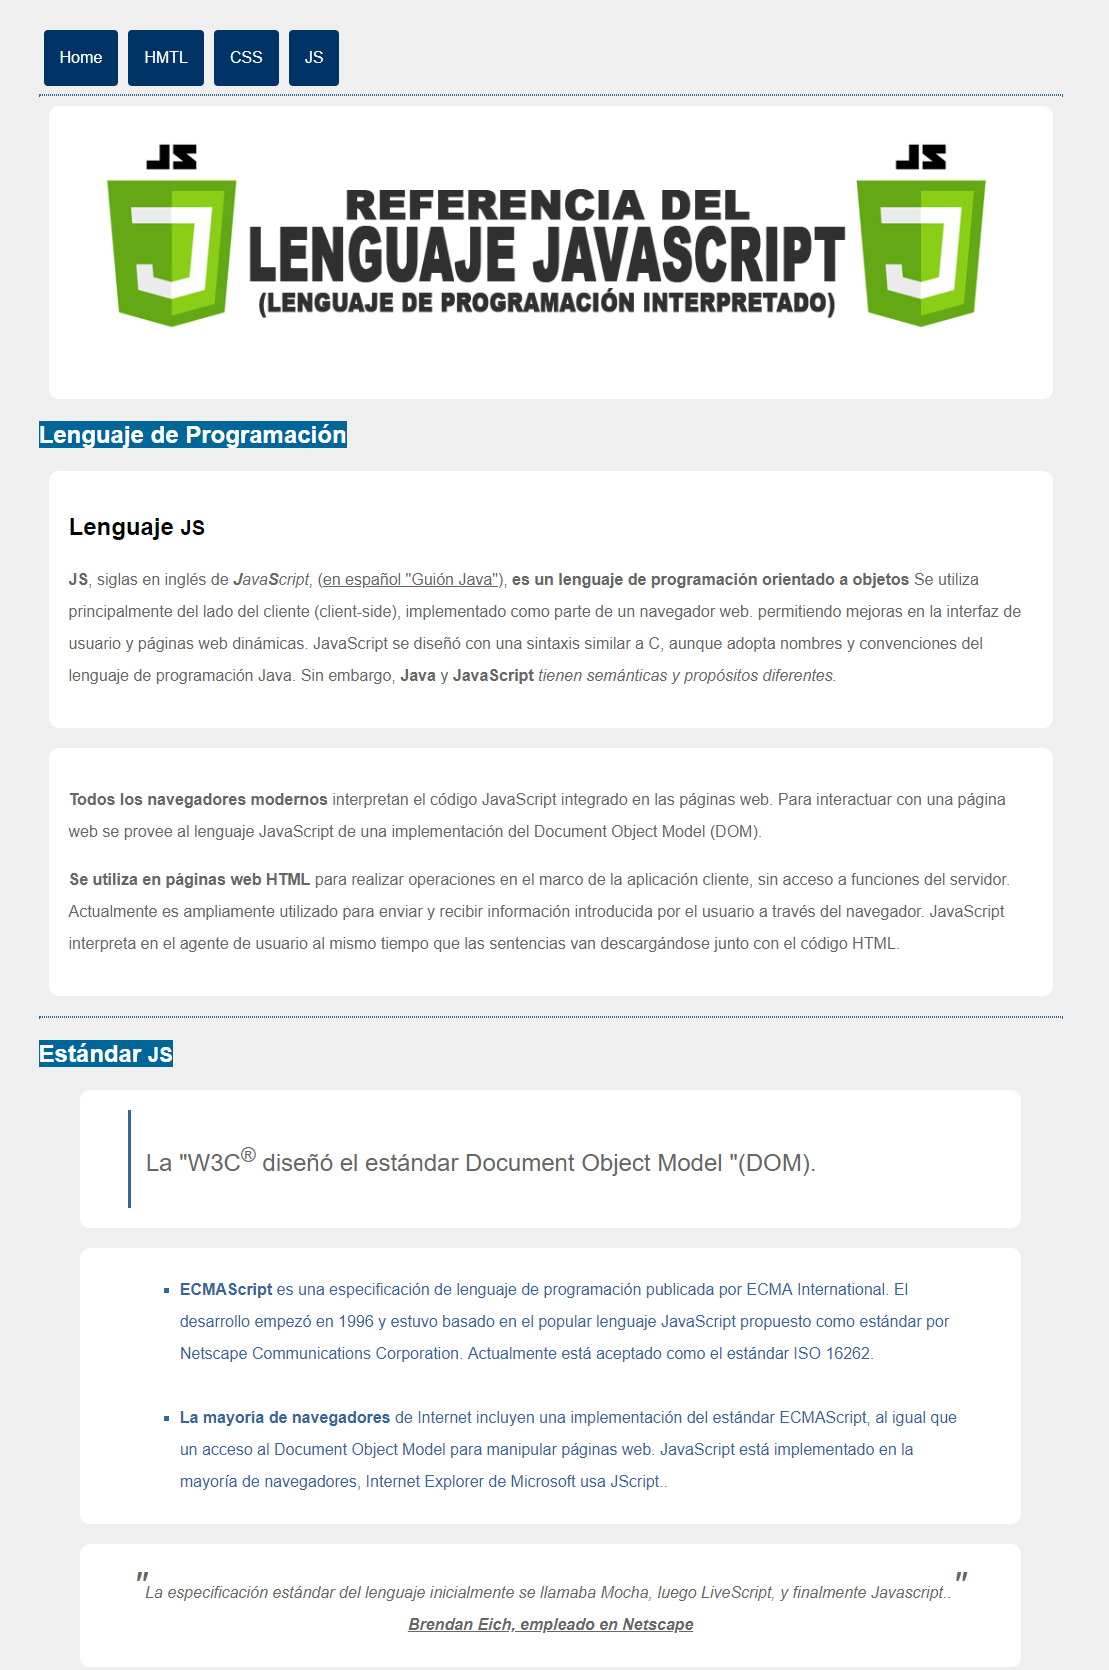 Home HMTL CSS JS
JS JS
REFERENCIA DEL
LENGUAJE JAVASCRIPT
(LENGUAJE DE PROGRAMACIÓN INTERPRETADO)
Lenguaje de Programación
Lenguaje JS
JS, siglas en inglés de JavaScript, (en español "Guión Java"), es un lenguaje de programación orientado a objetos Se utiliza
principalmente del lado del cliente (client-side), implementado como parte de un navegador web. permitiendo mejoras en la interfaz de
usuario y páginas web dinámicas. JavaScript se diseñó con una sintaxis similar a C, aunque adopta nombres y convenciones del
lenguaje de programación Java. Sin embargo, Java y JavaScript tienen semánticas y propósitos diferentes.
Todos los navegadores modernos interpretan el código JavaScript integrado en las páginas web. Para interactuar con una página
web se provee al lenguaje JavaScript de una implementación del Document Object Model (DOM).
Se utiliza en páginas web HTML para realizar operaciones en el marco de la aplicación cliente, sin acceso a funciones del servidor.
Actualmente es ampliamente utilizado para enviar y recibir información introducida por el usuario a través del navegador. JavaScript
interpreta en el agente de usuario al mismo tiempo que las sentencias van descargándose junto con el código HTML.
Estándar JS
La "W3C® diseñó el estándar Document Object Model "(DOM).
▪ ECMAScript es una especificación de lenguaje de programación publicada por ECMA International. El
desarrollo empezó en 1996 y estuvo basado en el popular lenguaje JavaScript propuesto como estándar por
Netscape Communications Corporation. Actualmente está aceptado como el estándar ISO 16262.
▪ La mayoría de navegadores de Internet incluyen una implementación del estándar ECMAScript, al igual que
un acceso al Document Object Model para manipular páginas web. JavaScript está implementado en la
mayoría de navegadores, Internet Explorer de Microsoft usa JScript..
"La especificación estándar del lenguaje inicialmente se llamaba Mocha, luego LiveScript, y finalmente Javascript.."
Brendan Eich, empleado en Netscape